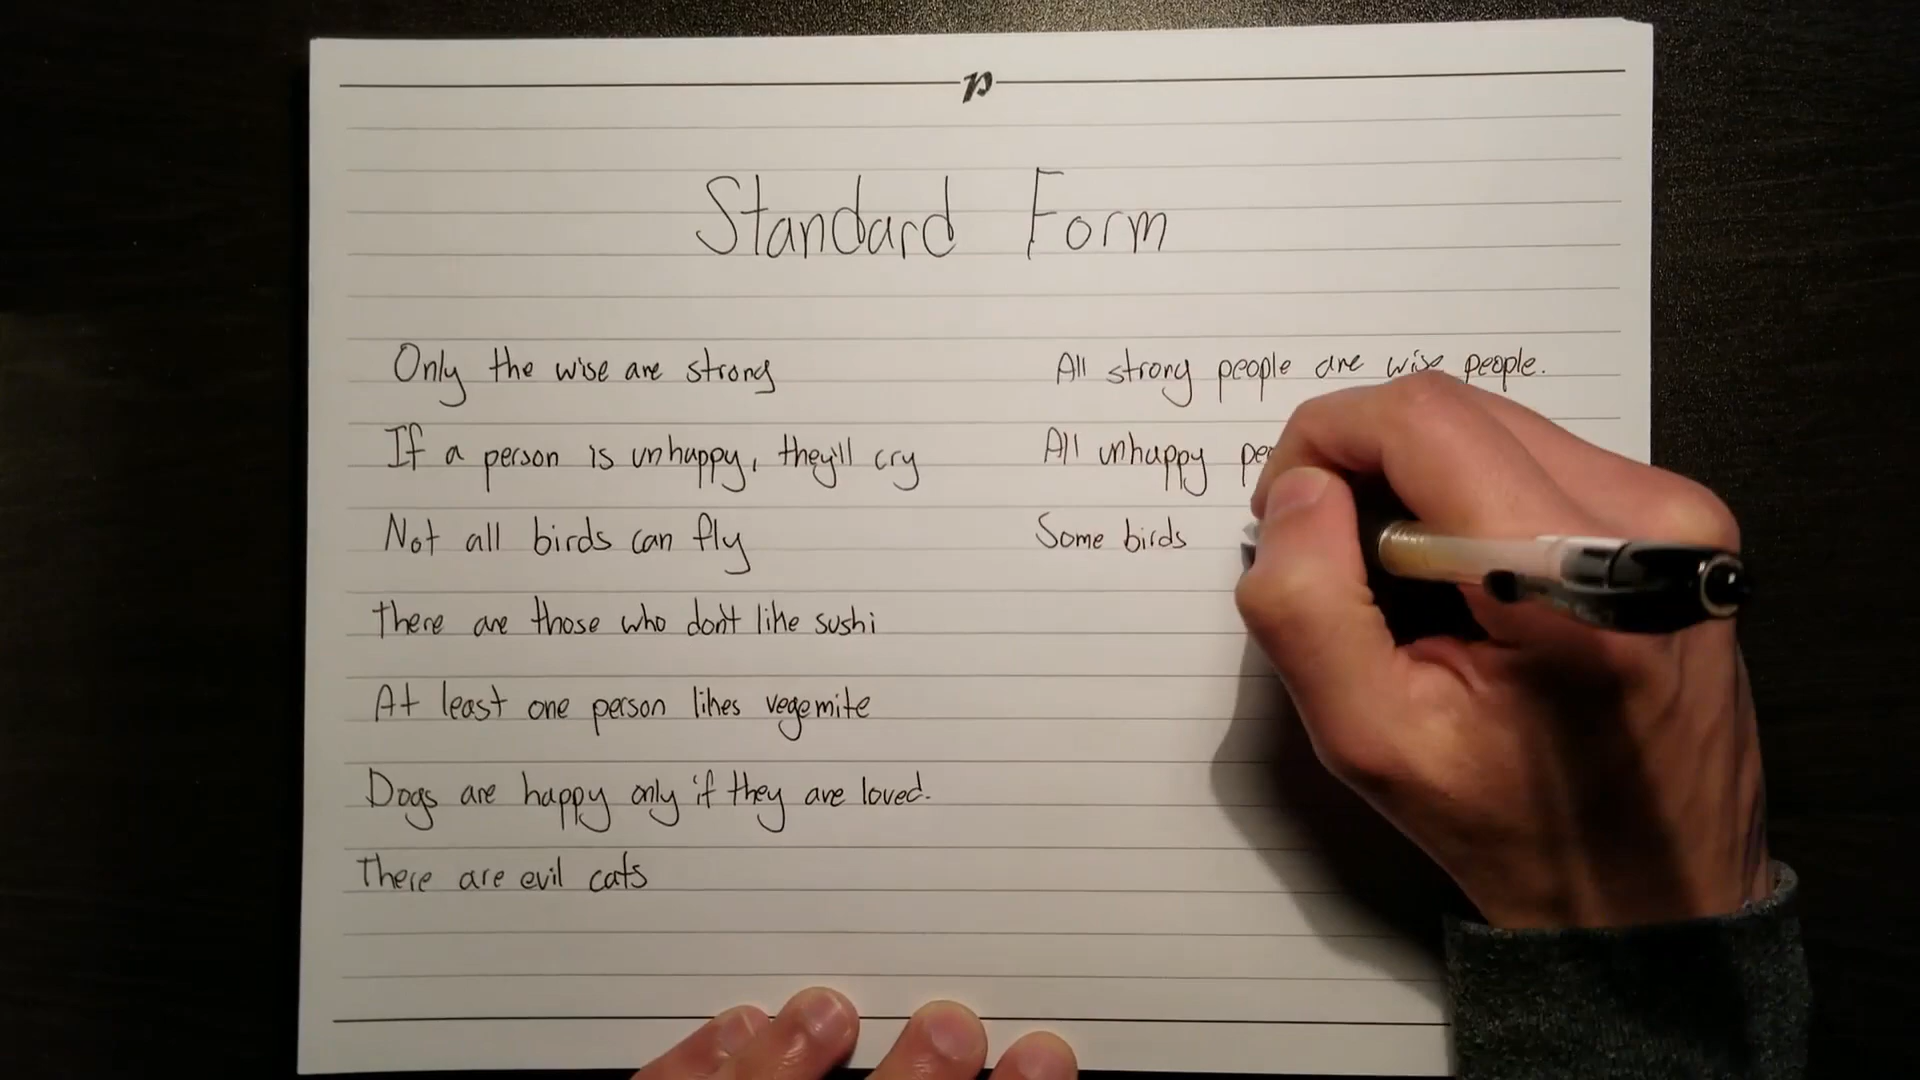 Standard Form
Only the wise are strong
All strong people are wise people.
If a person is unhappy, they'll cry
All unhappy
Not all birds can fly
Some birds
There are those who don't like sushi
At least one person likes vegemite
Dogs are happy only if they are loved.
There are evil cats